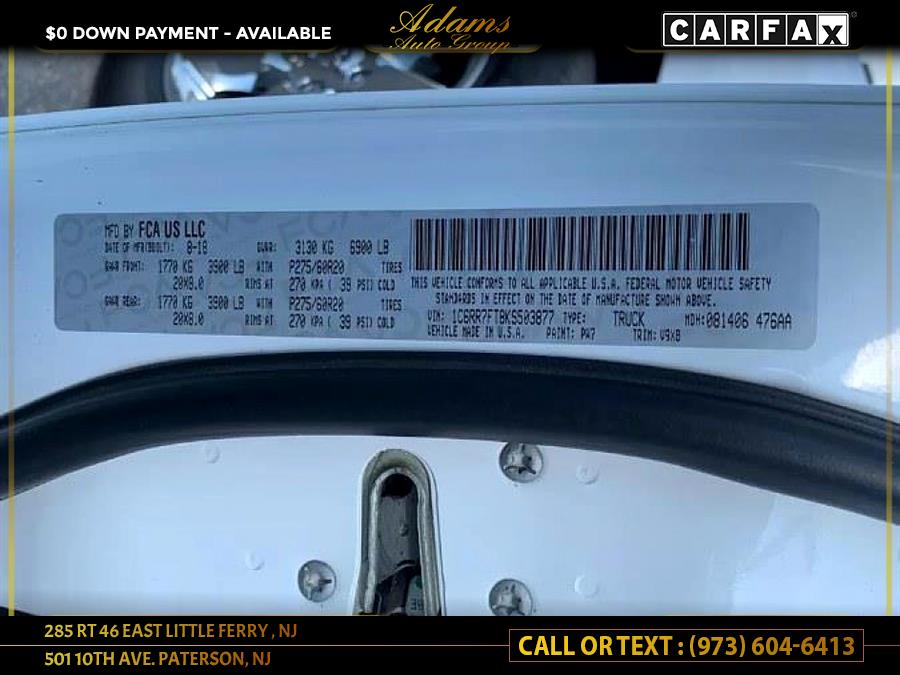 $0 DOWN PAYMENT - AVAILABLE
Adams
Auto Group
CARFAX
MFD BY FCA US LLC
DATE OF MFR(BUILT): 8-18 GVWR: 3130 KG 6900 LB
GAWR FRONT: 1770 KG 3900 LB WITH P275/60R20 TIRES
20X8.0 RIMS AT 270 KPA ( 39 PSI) COLD
GAWR REAR: 1770 KG 3900 LB WITH P275/60R20 TIRES
20X8.0 RIMS AT 270 KPA ( 39 PSI) COLD
THIS VEHICLE CONFORMS TO ALL APPLICABLE U.S.A. FEDERAL MOTOR VEHICLE SAFETY
STANDARDS IN EFFECT ON THE DATE OF MANUFACTURE SHOWN ABOVE.
VIN: 1C6RR7FT8KS503877 TYPE: TRUCK MDH: 081406 476AA
VEHICLE MADE IN U.S.A. PAINT: PW7 TRIM: V9X8
285 RT 46 EAST LITTLE FERRY , NJ
501 10TH AVE. PATERSON, NJ
CALL OR TEXT : (973) 604-6413